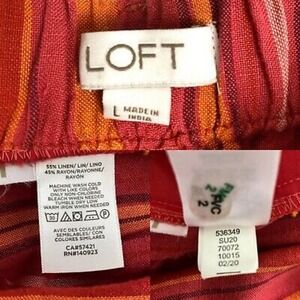 LOFT
L MADE IN
INDIA
55% LINEN/ LIN/ LINO
45% RAYON/RAYONNE/
RAYON
MACHINE WASH COLD
WITH LIKE COLORS
ONLY NON-CLORINE
BLEACH WHEN NEEDED
TUMBLE DRY LOW
WARM IRON WHEN NEEDED
AVEC DES COULEURS
SEMBLABLES/ CON
COLORES SIMILARES
CA#57421
RN#140923
2
536349
SU20
70072
10015
02/20